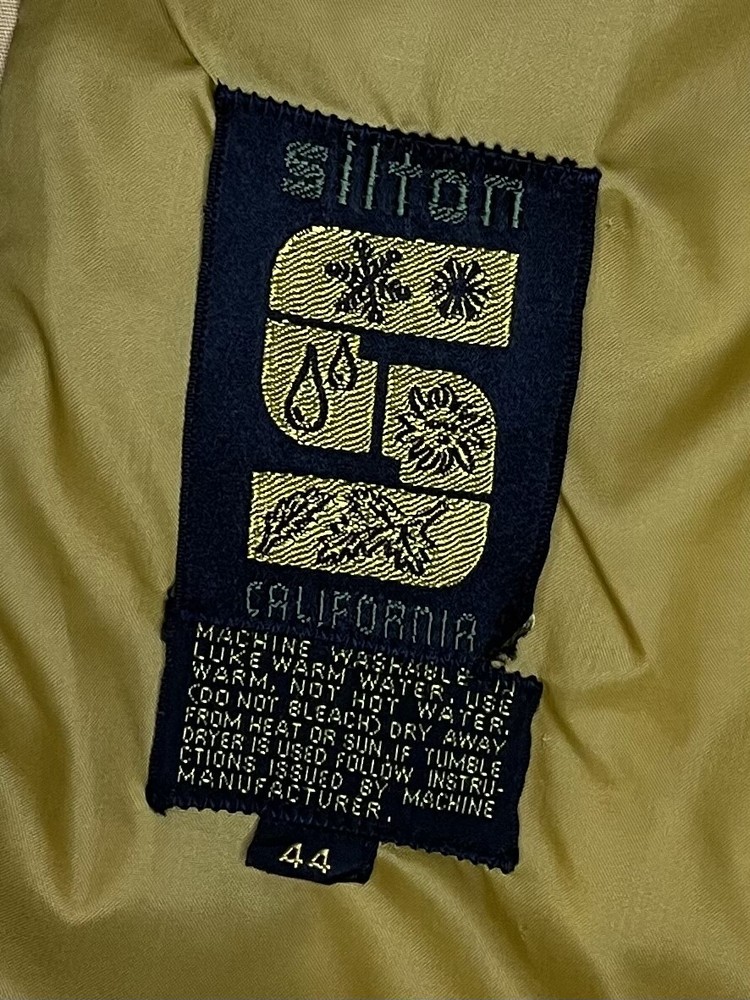 silton
CALIFORNIA
MACHINE WASHABLE IN
LUKE WARM WATER, USE
WARM, NOT HOT WATER.
(DO NOT BLEACH) DRY AWAY
FROM HEAT OR SUN. IF TUMBLE
DRYER IS USED FOLLOW INSTRU-
CTIONS ISSUED BY MACHINE
MANUFACTURER.
44